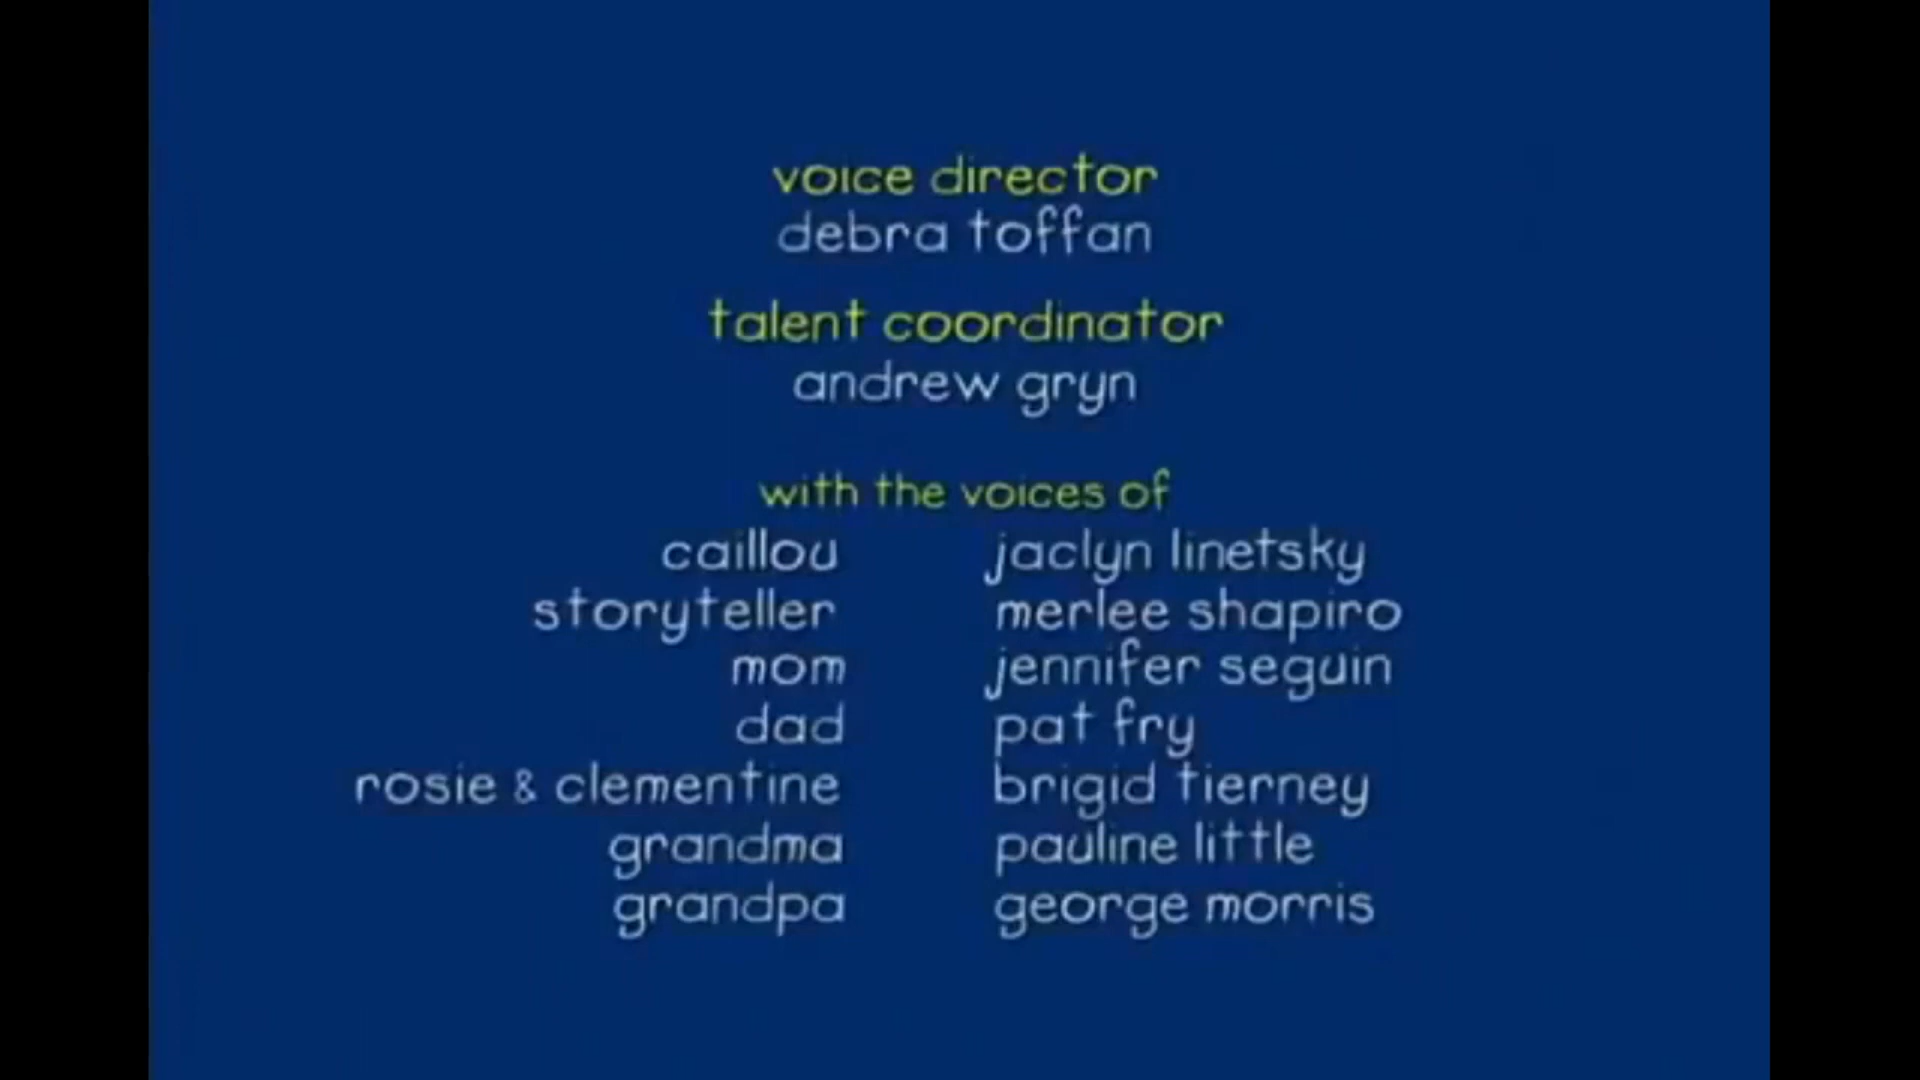 voice director
debra toffan
talent coordinator
andrew gryn
with the voices of
caillou jaclyn linetsky
storyteller merlee shapiro
mom jennifer seguin
dad pat fry
rosie & clementine brigid tierney
grandma pauline little
grandpa george morris